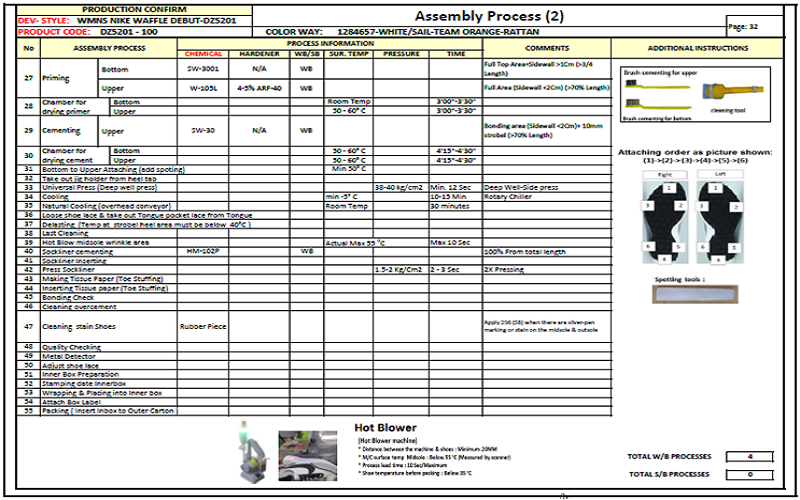 PRODUCTION CONFIRM
DEV- STYLE: WMNS NIKE WAFFLE DEBUT-DZ5201
PRODUCT CODE: DZ5201 - 100
Assembly Process (2)
COLOR WAY: 1284657-WHITE/SAIL-TEAM ORANGE-RATTAN
Page: 32
No ASSEMBLY PROCESS PROCESS INFORMATION COMMENTS ADDITIONAL INSTRUCTIONS
CHEMICAL HARDENER WB/SB SUR. TEMP PRESSURE TIME
27 Priming Bottom SW-3001 N/A WB Full Top Area+Sidewall >1Cm (>3/4 Length)
Upper W-105L 4-5% ARF-40 WB Full Area (Sidewall <2Cm) (>70% Length)
28 Chamber for drying primer Bottom Room Temp 3'00"-3'30"
Upper 50 - 60° C 3'00"-3'30"
29 Cementing Upper SW-30 N/A WB Bonding area (Sidewall <2Cm)+ 10mm strobel (>70% Length)
30 Chamber for drying cement Bottom 50 - 60° C 4'15"-4'30"
Upper 50 - 60° C 4'15"-4'30"
31 Bottom to Upper Attaching (add spoting) Min 50° C
32 Take out jig holder from heel tab
33 Universal Press (Deep well press) 38-40 kg/cm2 Min. 12 Sec Deep Well-Side press
34 Cooling min -5° C 10-15 Min Rotary Chiller
35 Natural Cooling (overhead conveyor) Room Temp 30 minutes
36 Loose shoe lace & take out Tongue pocket lace from Tongue
37 Delasting (Temp at strobel heel area must be below 40°C )
38 Last Cleaning
39 Hot Blow midsole wrinkle area Actual Max 55 °C Max 10 Sec
40 Sockliner cementing HM-102P WB 100% From total length
41 Sockliner Inserting
42 Press Sockliner 1.5-2 Kg/Cm2 2 - 3 Sec 2X Pressing
43 Making Tissue Paper (Toe Stuffing)
44 Inserting Tissue paper (Toe Stuffing)
45 Bonding Check
46 Cleaning overcement
47 Cleaning stain Shoes Rubber Piece Apply 256 (SB) when there are silver-pen marking or stain on the midsole & outsole
48 Quality Checking
49 Metal Detector
50 Adjust shoe lace
51 Inner Box Preparation
52 Stamping date Innerbox
53 Wrapping & Placing into Inner box
54 Attach Box Label
55 Packing ( Insert Inbox to Outer Carton )
Brush cementing for upper
cleaning tool
Brush cementing for bottom
Attaching order as picture shown:
(1)->(2)->(3)->(4)->(5)->(6)
Right Left
1 1
3 2 3 2
6 5 6 5
4 4
Spotting tools :
Hot Blower
[Hot Blower machine]
* Distance between the machine & shoes : Minimum 20MM
* M/C surface temp Midsole : Below 55 °C (Measured by scanner)
* Process lead time : 10 Sec/Maximum
* Shoe temperature before packing : Below 35 °C
TOTAL W/B PROCESSES 4
TOTAL S/B PROCESSES 0